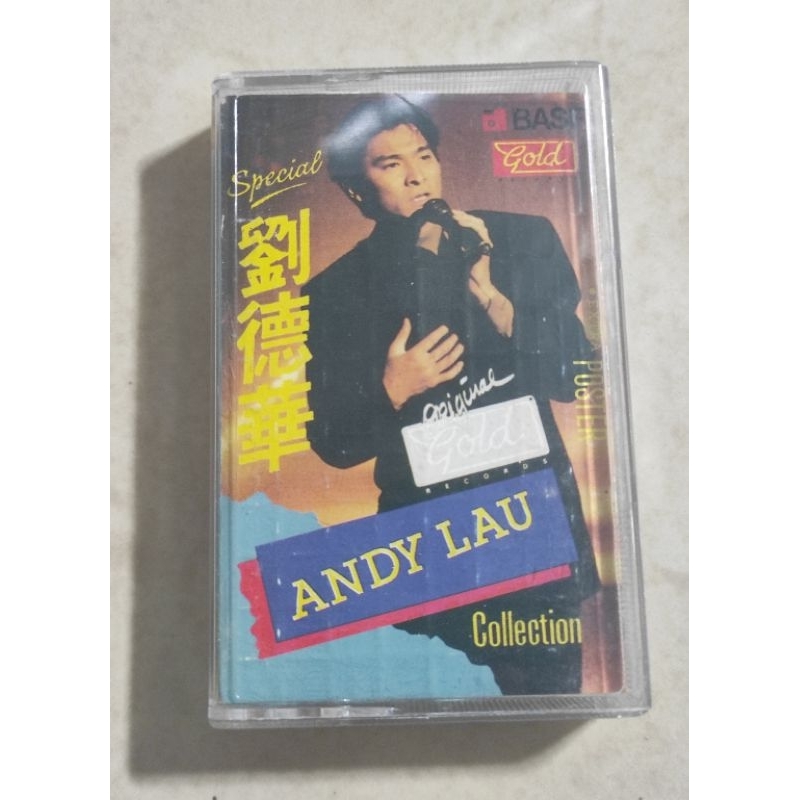 BASF
Gold
Special
劉德華
POSTER
Original
Gold
RECORDS
ANDY LAU
Collection